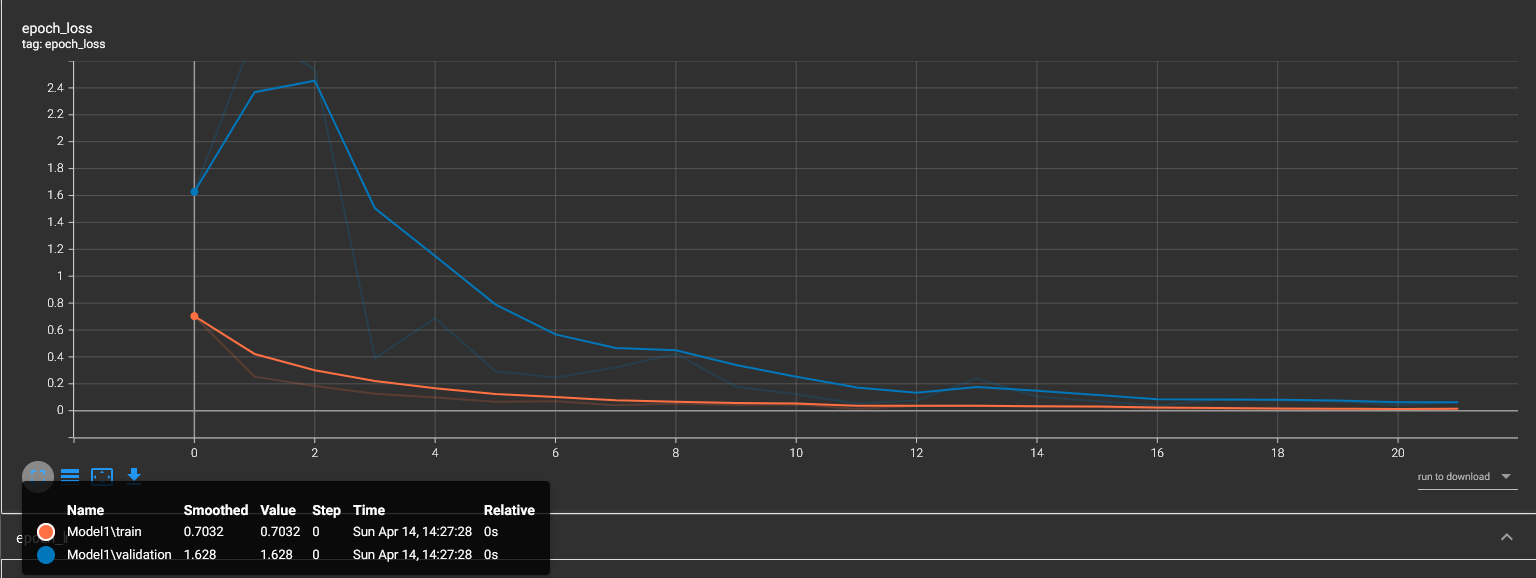 epoch_loss
tag: epoch_loss
2.4
2.2
2
1.8
1.6
1.4
1.2
1
0.8
0.6
0.4
0.2
0
0 2 4 6 8 10 12 14 16 18 20
run to download
Name Smoothed Value Step Time Relative
Model1\train 0.7032 0.7032 0 Sun Apr 14, 14:27:28 0s
Model1\validation 1.628 1.628 0 Sun Apr 14, 14:27:28 0s